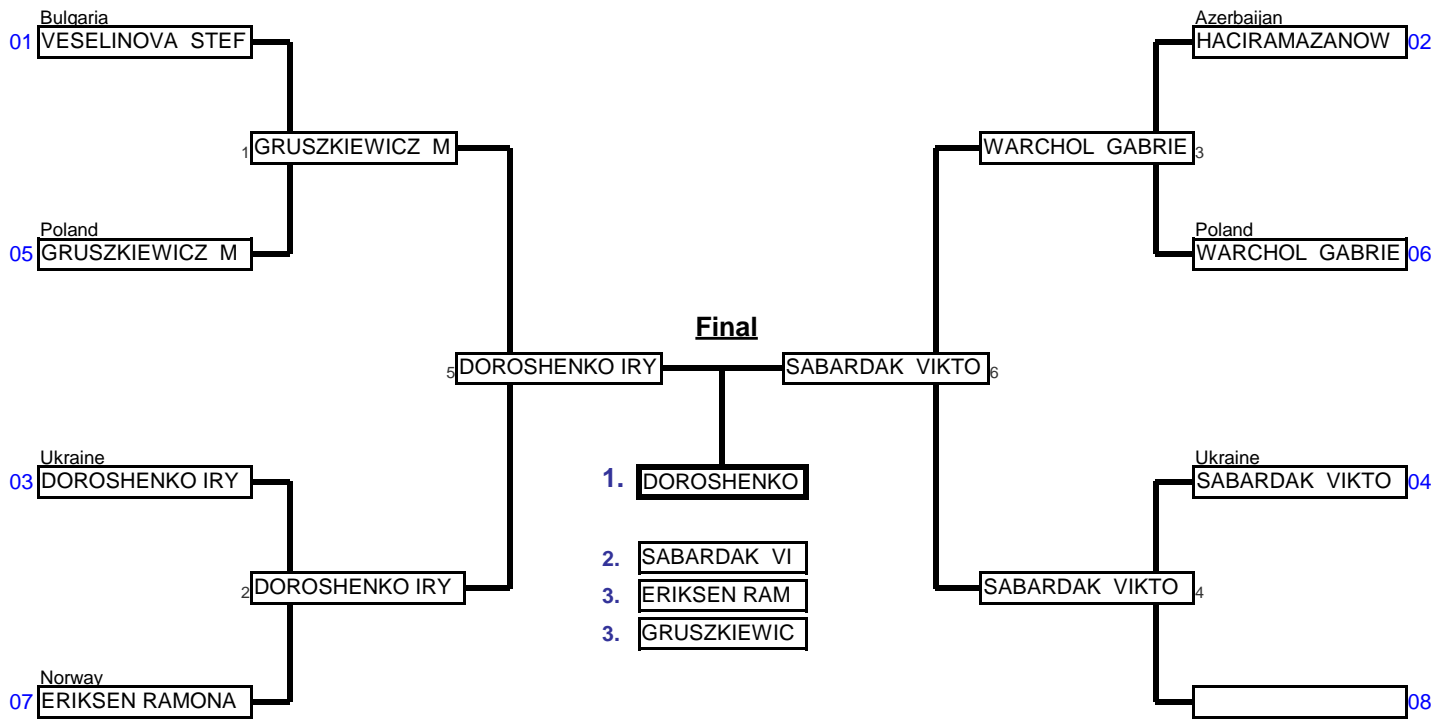 Bulgaria
01 VESELINOVA STEF
Azerbaijan
HACIRAMAZANOW 02
1 GRUSZKIEWICZ M
WARCHOL GABRIE 3
Poland
05 GRUSZKIEWICZ M
Poland
WARCHOL GABRIE 06
Final
5 DOROSHENKO IRY
SABARDAK VIKTO 6
Ukraine
03 DOROSHENKO IRY
1. DOROSHENKO
Ukraine
SABARDAK VIKTO 04
2. SABARDAK VI
2 DOROSHENKO IRY
3. ERIKSEN RAM
SABARDAK VIKTO 4
3. GRUSZKIEWIC
Norway
07 ERIKSEN RAMONA
08